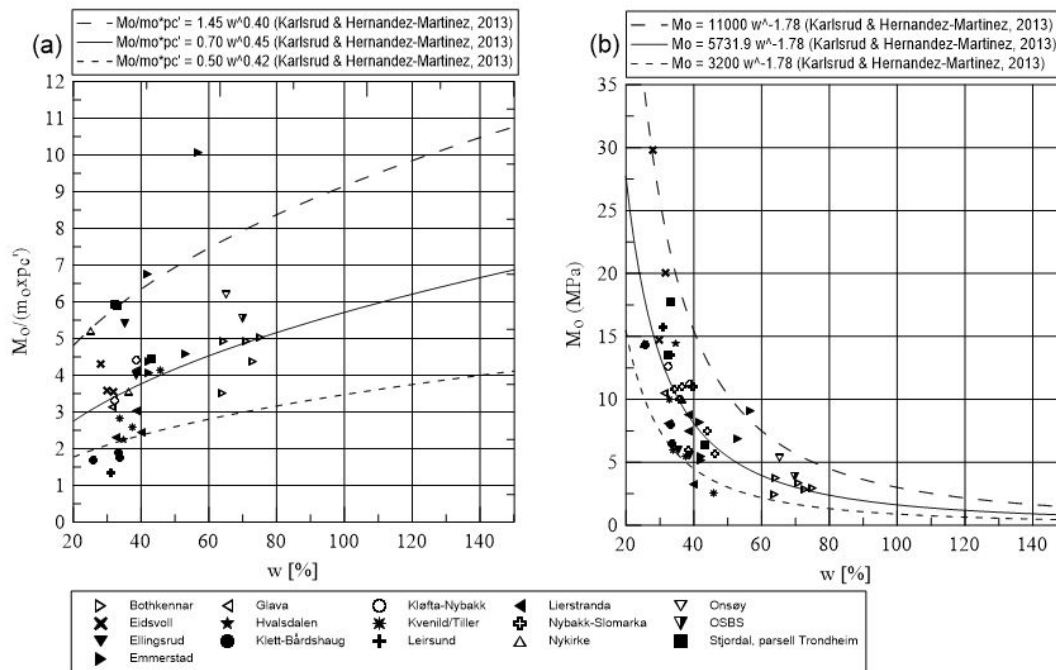 (a)
Mo/mo*pc' = 1.45 w^0.40 (Karlsrud & Hernandez-Martinez, 2013)
Mo/mo*pc' = 0.70 w^0.45 (Karlsrud & Hernandez-Martinez, 2013)
Mo/mo*pc' = 0.50 w^0.42 (Karlsrud & Hernandez-Martinez, 2013)
12
11
10
9
8
7
6
5
4
3
2
1
0
Mo/(moxpc')
20 40 60 80 100 120 140
w [%]
(b)
Mo = 11000 w^-1.78 (Karlsrud & Hernandez-Martinez, 2013)
Mo = 5731.9 w^-1.78 (Karlsrud & Hernandez-Martinez, 2013)
Mo = 3200 w^-1.78 (Karlsrud & Hernandez-Martinez, 2013)
35
30
25
20
15
10
5
0
Mo (MPa)
20 40 60 80 100 120 140
w [%]
Bothkennar Glava Kløfta-Nybakk Lierstranda Onsøy
Eidsvoll Hvalsdalen Kvenild/Tiller Nybakk-Slomarka OSBS
Ellingsrud Klett-Bårdshaug Leirsund Nykirke Stjordal, parsell Trondheim
Emmerstad